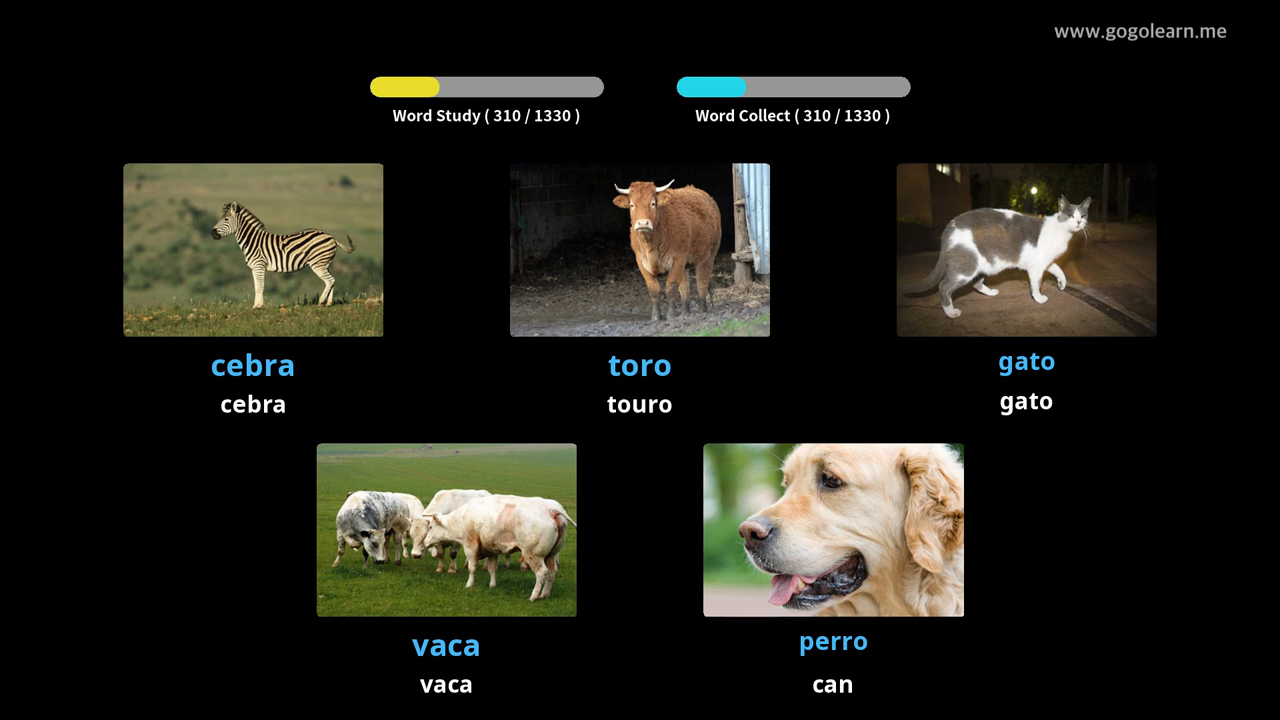 www.gogolearn.me
Word Study ( 310 / 1330 )
Word Collect ( 310 / 1330 )
cebra
cebra
toro
touro
gato
gato
vaca
vaca
perro
can